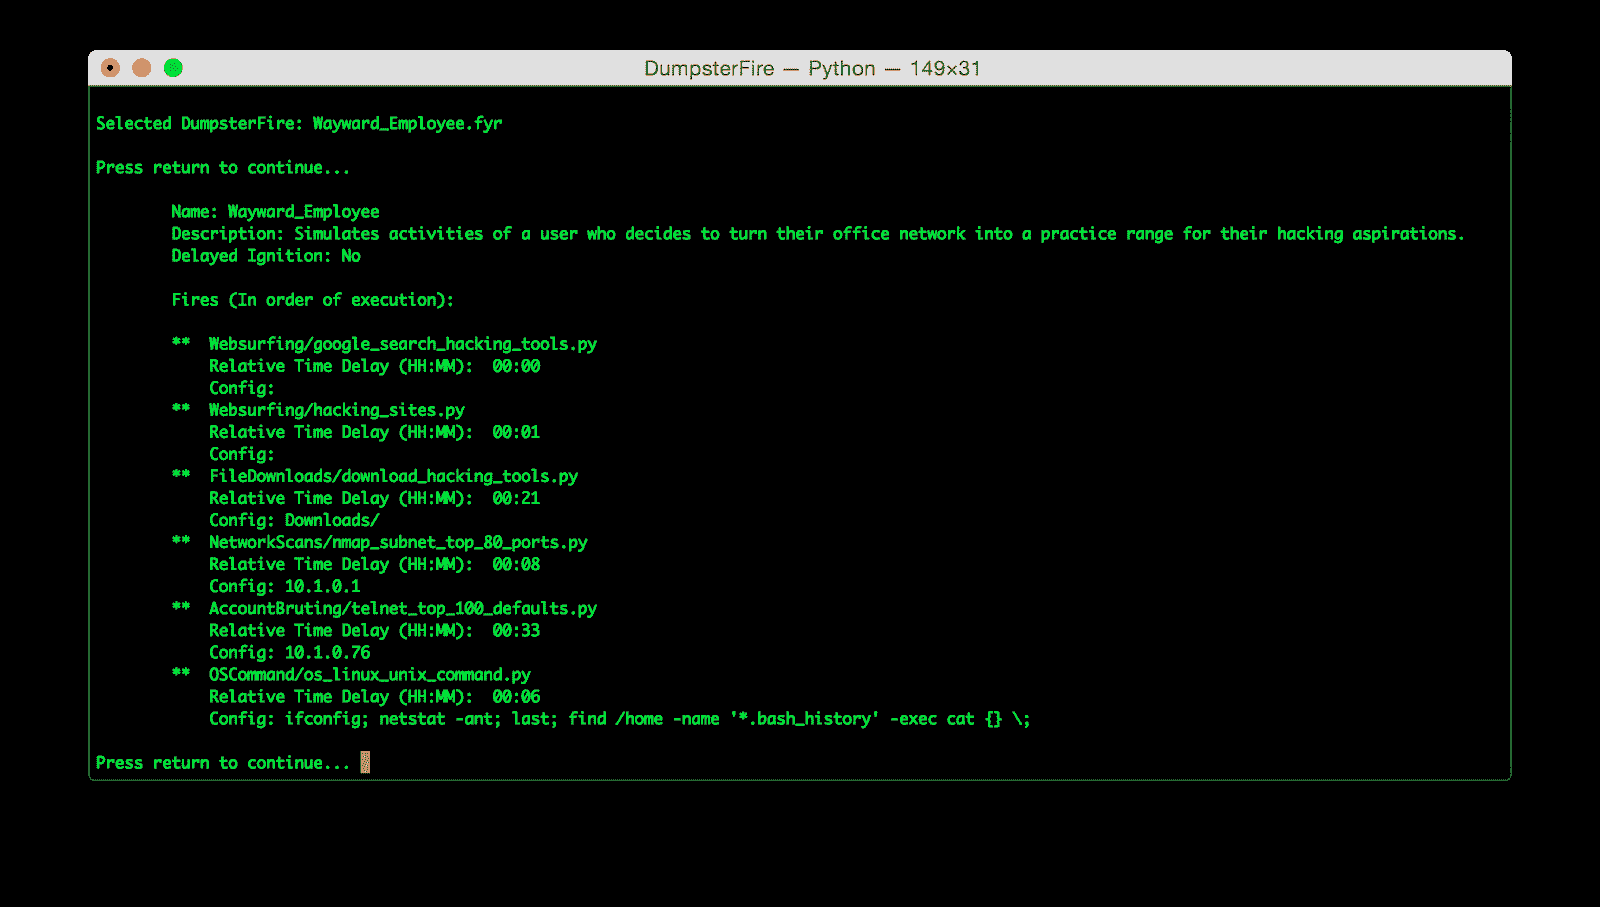 DumpsterFire — Python — 149×31
Selected DumpsterFire: Wayward_Employee.fyr
Press return to continue...
Name: Wayward_Employee
Description: Simulates activities of a user who decides to turn their office network into a practice range for their hacking aspirations.
Delayed Ignition: No
Fires (In order of execution):
** Websurfing/google_search_hacking_tools.py
Relative Time Delay (HH:MM): 00:00
Config:
** Websurfing/hacking_sites.py
Relative Time Delay (HH:MM): 00:01
Config:
** FileDownloads/download_hacking_tools.py
Relative Time Delay (HH:MM): 00:21
Config: Downloads/
** NetworkScans/nmap_subnet_top_80_ports.py
Relative Time Delay (HH:MM): 00:08
Config: 10.1.0.1
** AccountBruting/telnet_top_100_defaults.py
Relative Time Delay (HH:MM): 00:33
Config: 10.1.0.76
** OSCommand/os_linux_unix_command.py
Relative Time Delay (HH:MM): 00:06
Config: ifconfig; netstat -ant; last; find /home -name '*.bash_history' -exec cat {} \;
Press return to continue...